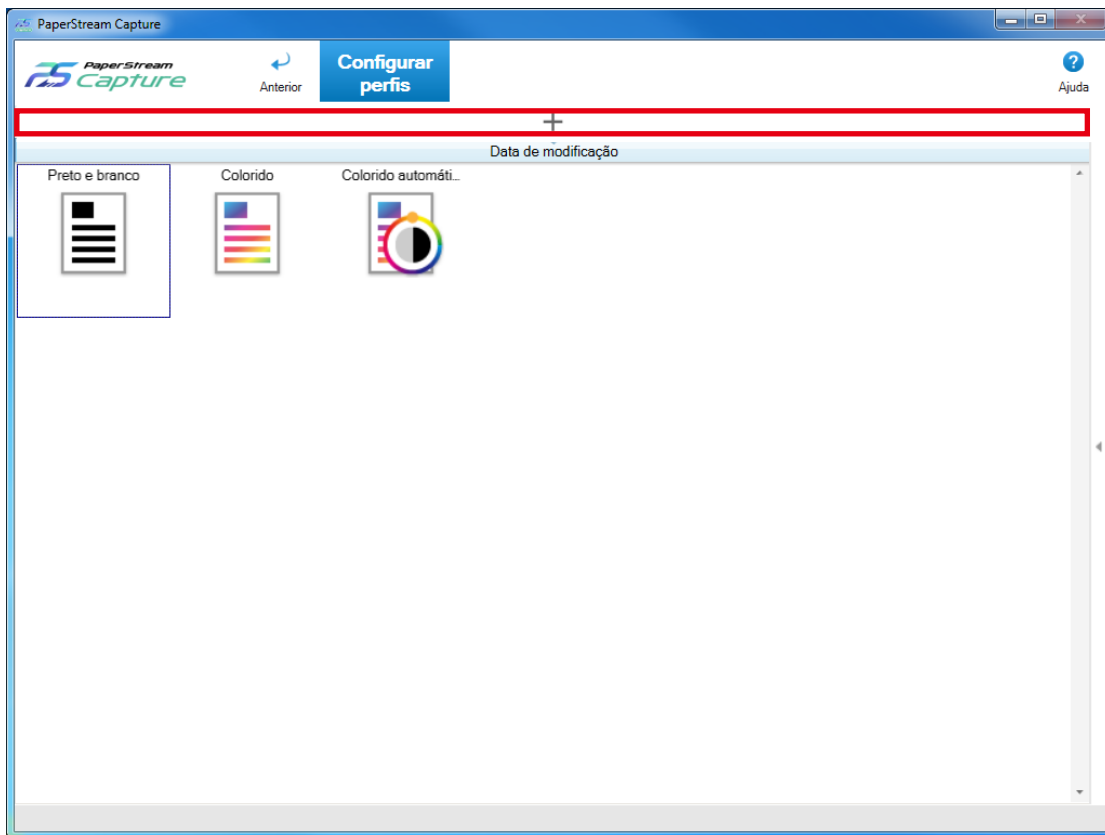 PaperStream Capture
PaperStream
Capture
Anterior
Configurar
perfis
Ajuda
Data de modificação
Preto e branco
Colorido
Colorido automáti...